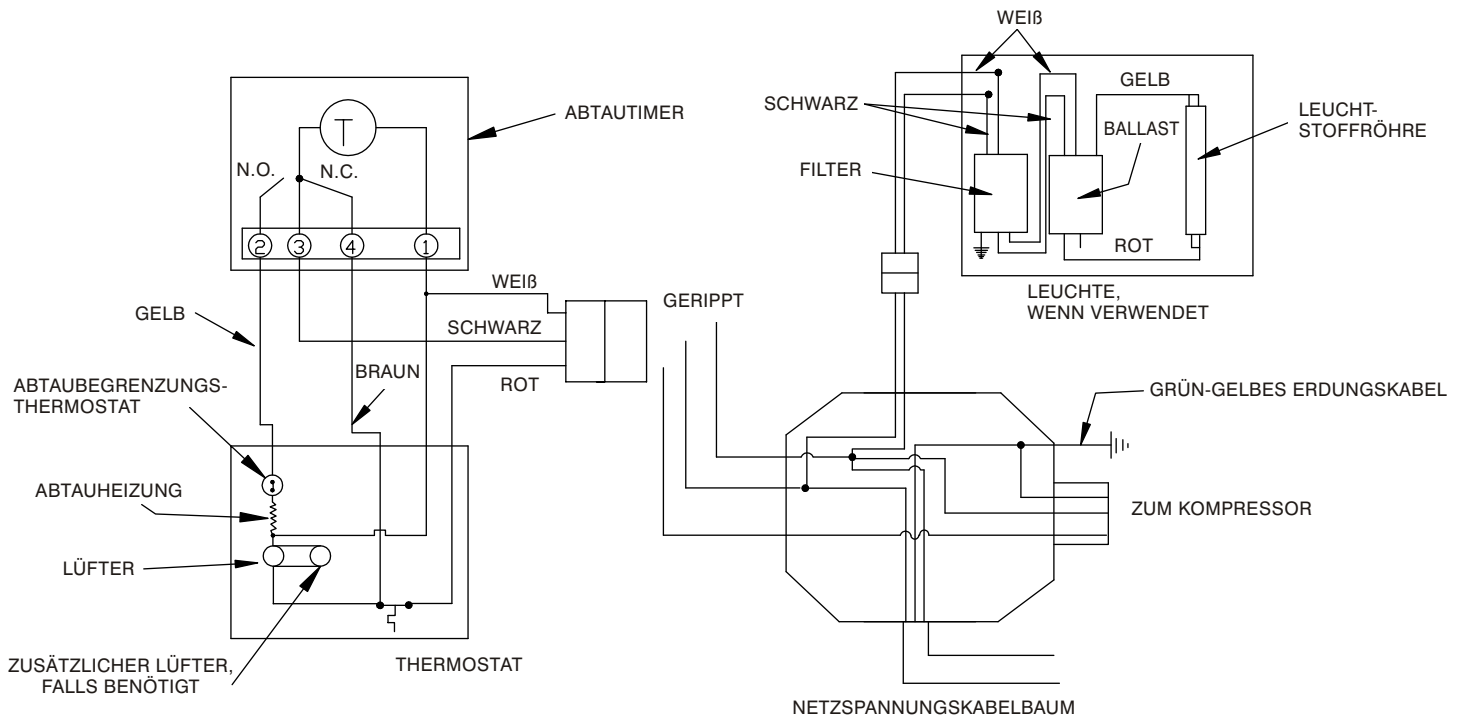 WEIß
ABTAUTIMER
SCHWARZ
GELB
LEUCHT-
STOFFRÖHRE
BALLAST
FILTER
N.O.
N.C.
T
2
3
4
1
ROT
LEUCHTE,
WENN VERWENDET
WEIß
GERIPPT
GELB
SCHWARZ
BRAUN
ROT
ABTAUBEGRENZUNGS-
THERMOSTAT
GRÜN-GELBES ERDUNGSKABEL
ABTAUHEIZUNG
ZUM KOMPRESSOR
LÜFTER
ZUSÄTZLICHER LÜFTER,
FALLS BENÖTIGT
THERMOSTAT
NETZSPANNUNGSKABELBAUM